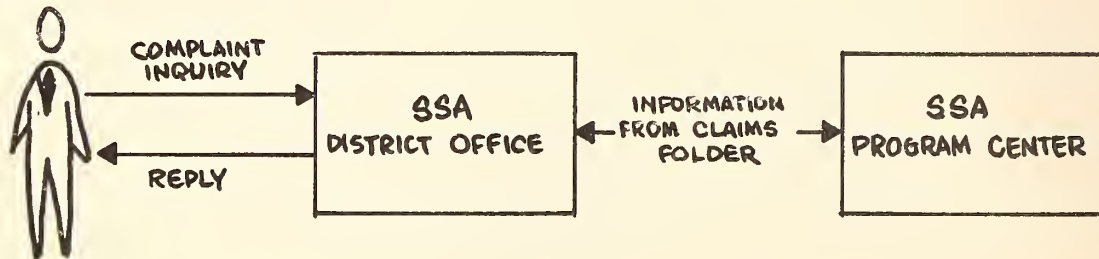 COMPLAINT
INQUIRY
REPLY
SSA
DISTRICT OFFICE
INFORMATION
FROM CLAIMS
FOLDER
SSA
PROGRAM CENTER